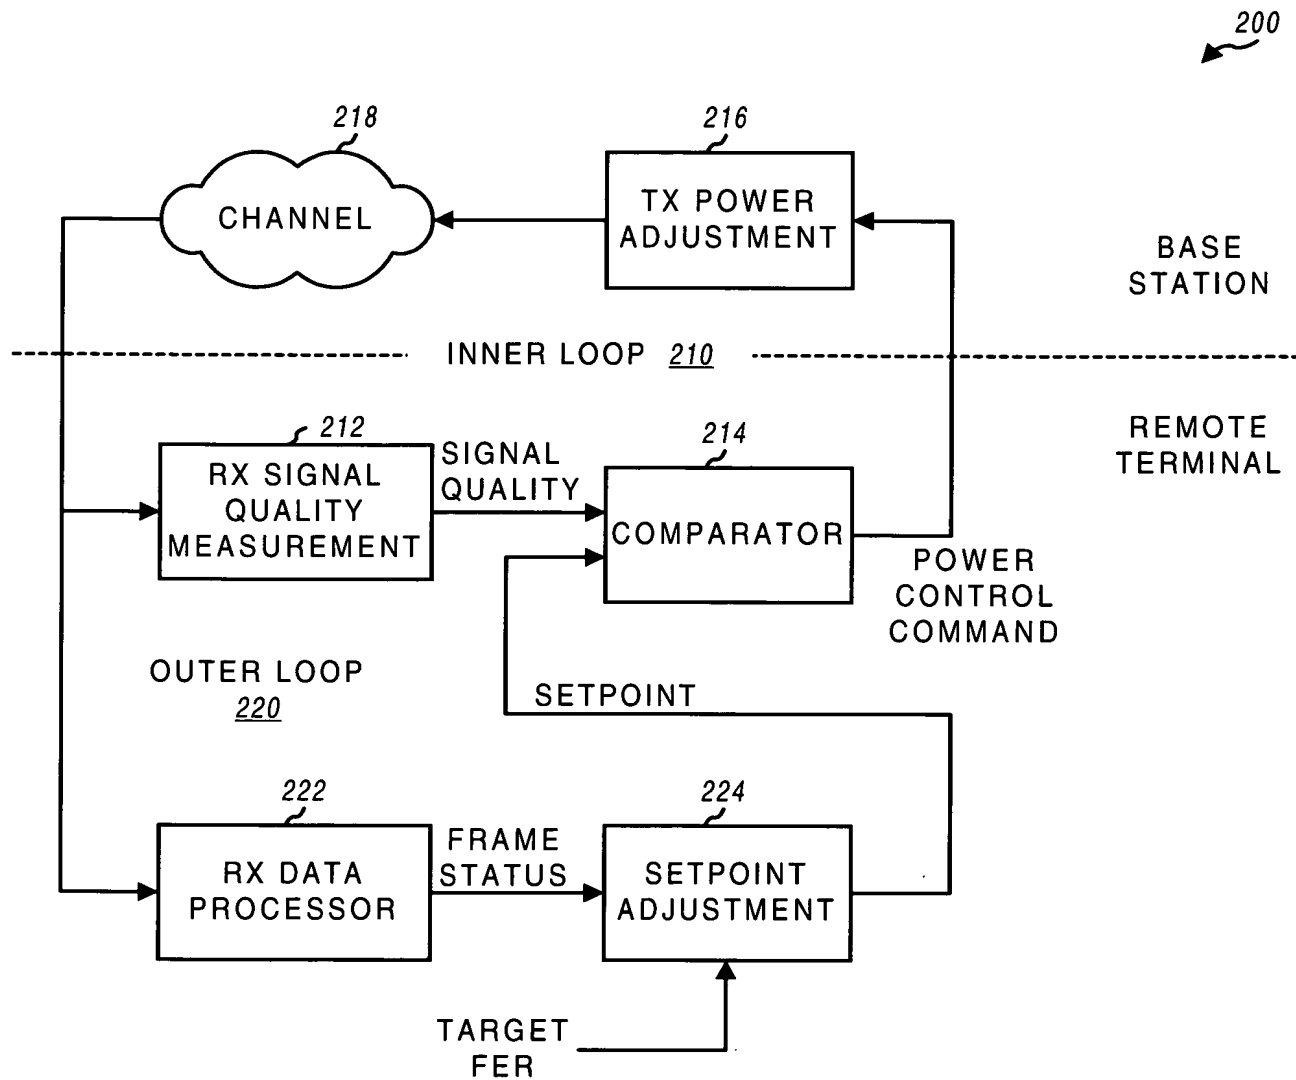 200
218
216
CHANNEL
TX POWER
ADJUSTMENT
BASE
STATION
INNER LOOP 210
212
214
REMOTE
TERMINAL
RX SIGNAL
QUALITY
MEASUREMENT
SIGNAL
QUALITY
COMPARATOR
POWER
CONTROL
COMMAND
OUTER LOOP
220
SETPOINT
222
224
RX DATA
PROCESSOR
FRAME
STATUS
SETPOINT
ADJUSTMENT
TARGET
FER